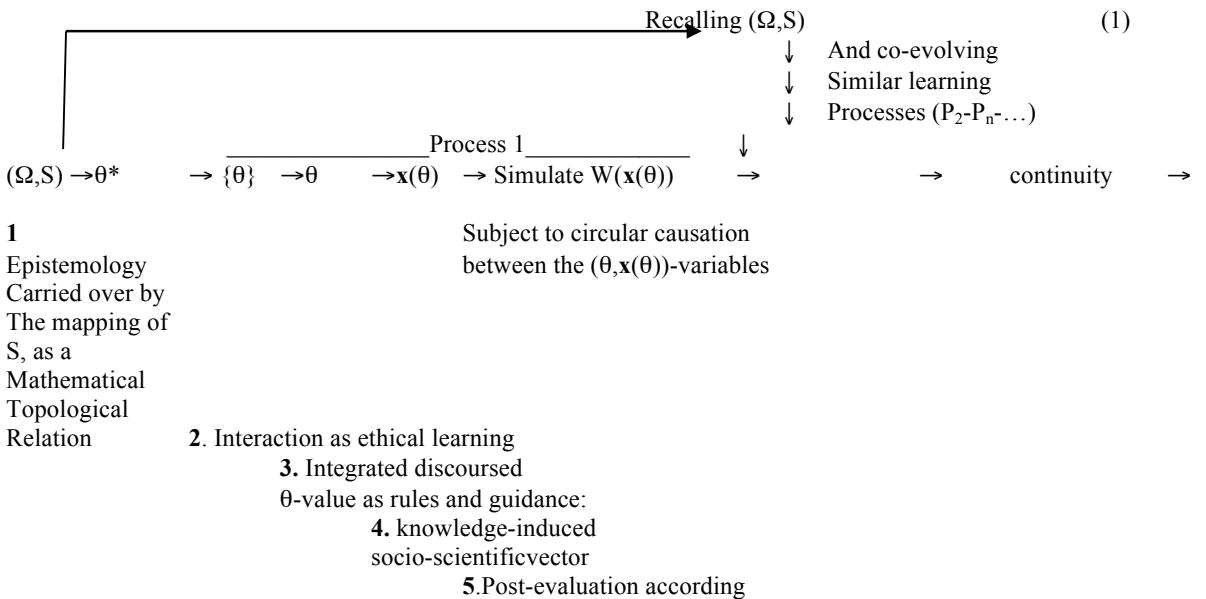 Recalling (Ω,S) (1)
↓ And co-evolving
↓ Similar learning
↓ Processes (P₂-Pₙ-…)
Process 1 ↓
(Ω,S) →θ* → {θ} →θ →x(θ) → Simulate W(x(θ)) → → continuity →
1 Subject to circular causation
Epistemology between the (θ,x(θ))-variables
Carried over by
The mapping of
S, as a
Mathematical
Topological
Relation 2. Interaction as ethical learning
3. Integrated discoursed
θ-value as rules and guidance:
4. knowledge-induced
socio-scientificvector
5.Post-evaluation according